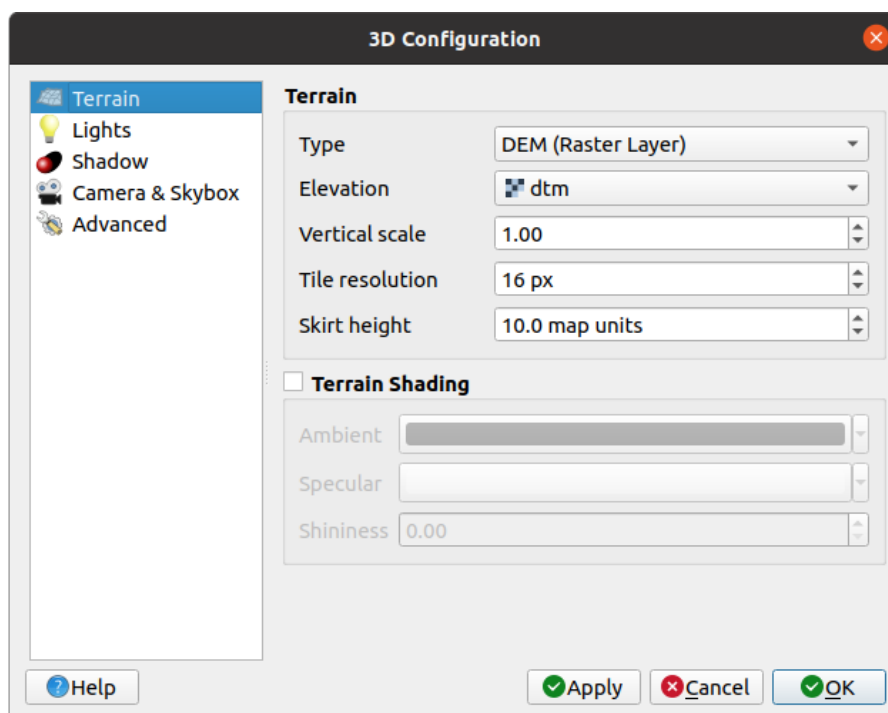 3D Configuration
Terrain
Lights
Shadow
Camera & Skybox
Advanced
Terrain
Type DEM (Raster Layer)
Elevation dtm
Vertical scale 1.00
Tile resolution 16 px
Skirt height 10.0 map units
Terrain Shading
Ambient
Specular
Shininess 0.00
Help Apply Cancel OK